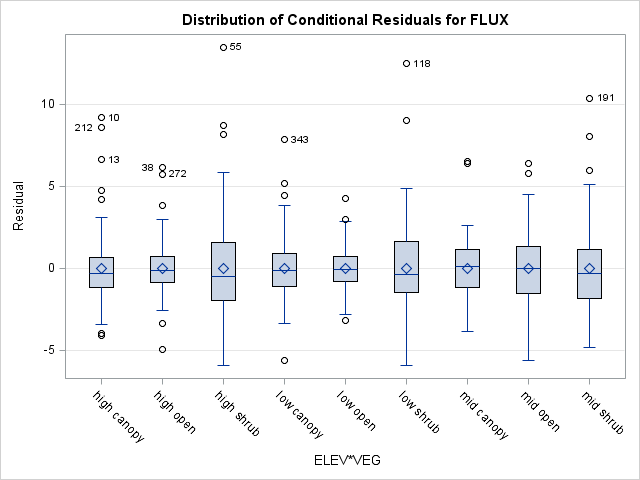 Distribution of Conditional Residuals for FLUX
Residual
10
5
0
-5
212
10
13
38
272
55
343
118
191
high canopy
high open
high shrub
low canopy
low open
low shrub
mid canopy
mid open
mid shrub
ELEV*VEG